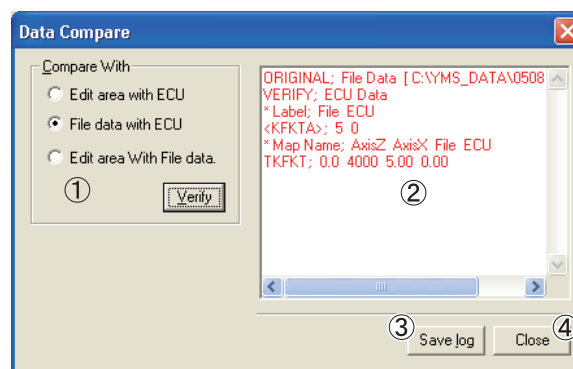 Data Compare
Compare With
Edit area with ECU
File data with ECU
Edit area With File data.
①
Verify
ORIGINAL; File Data [ C:\YMS_DATA\0508
VERIFY; ECU Data
* Label; File ECU
<KFKTA>; 5 0
* Map Name; AxisZ AxisX File ECU
TKFKT; 0.0 4000 5.00 0.00
②
③
Save log
Close
④